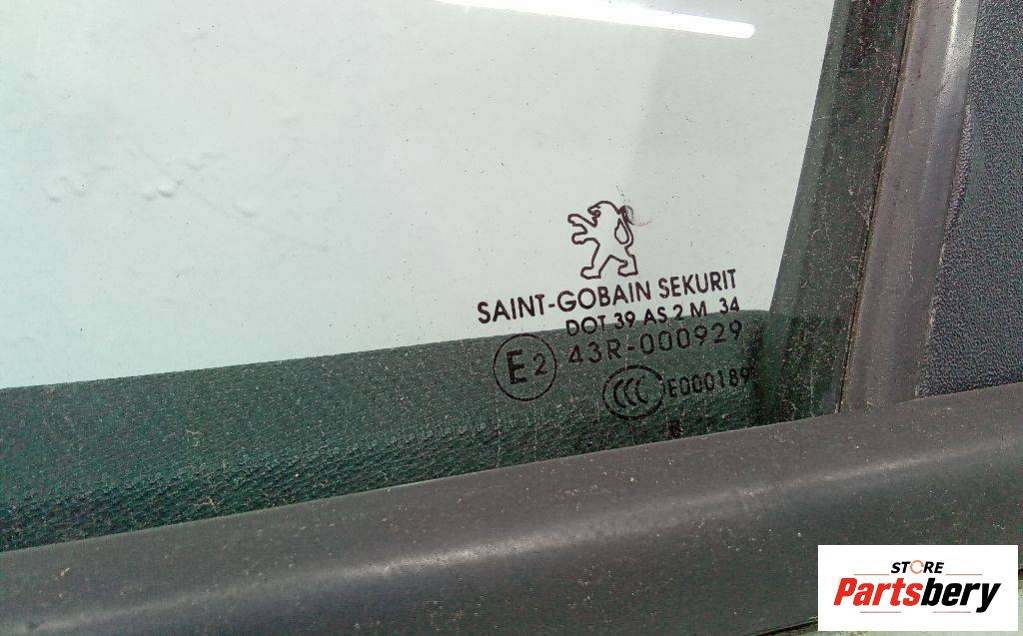 SAINT-GOBAIN SEKURIT
DOT 39 AS 2 M 34
E2 43R-000929
CCC E000189
STORE
Partsbery